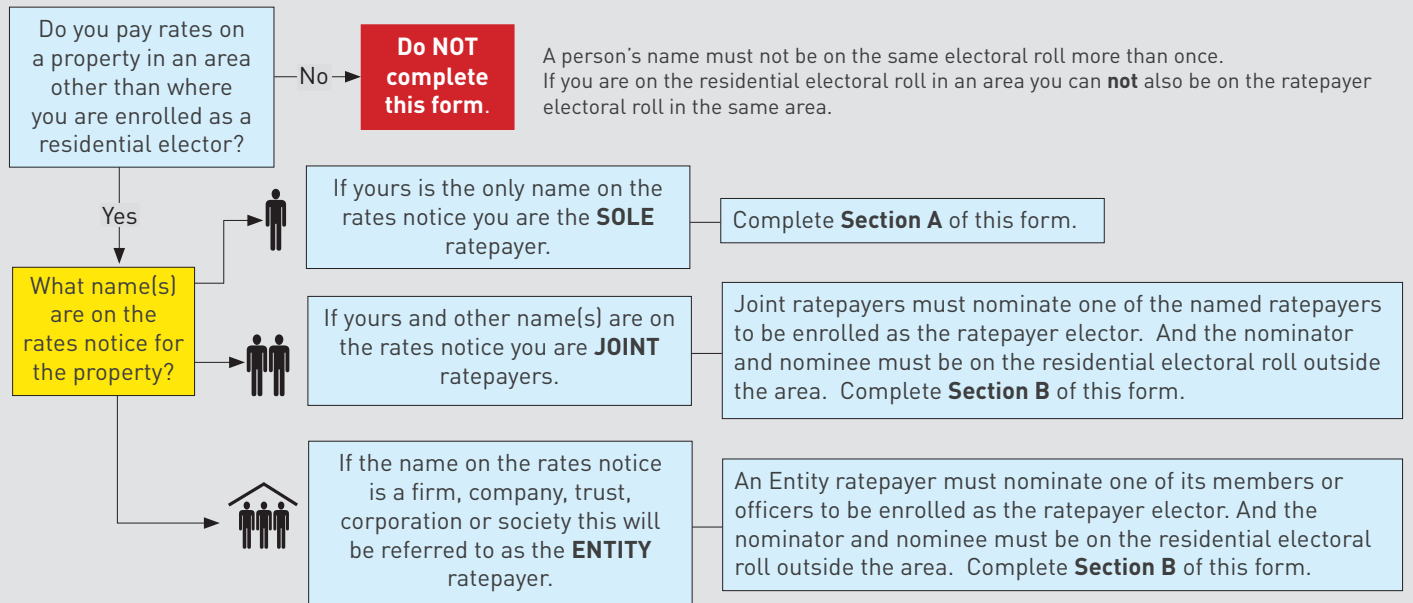 Do you pay rates on
a property in an area
other than where
you are enrolled as a
residential elector?
No
Do NOT
complete
this form.
A person's name must not be on the same electoral roll more than once.
If you are on the residential electoral roll in an area you can not also be on the ratepayer
electoral roll in the same area.
Yes
What name(s)
are on the
rates notice for
the property?
If yours is the only name on the
rates notice you are the SOLE
ratepayer.
Complete Section A of this form.
If yours and other name(s) are on
the rates notice you are JOINT
ratepayers.
Joint ratepayers must nominate one of the named ratepayers
to be enrolled as the ratepayer elector. And the nominator
and nominee must be on the residential electoral roll outside
the area. Complete Section B of this form.
If the name on the rates notice
is a firm, company, trust,
corporation or society this will
be referred to as the ENTITY
ratepayer.
An Entity ratepayer must nominate one of its members or
officers to be enrolled as the ratepayer elector. And the
nominator and nominee must be on the residential electoral
roll outside the area. Complete Section B of this form.